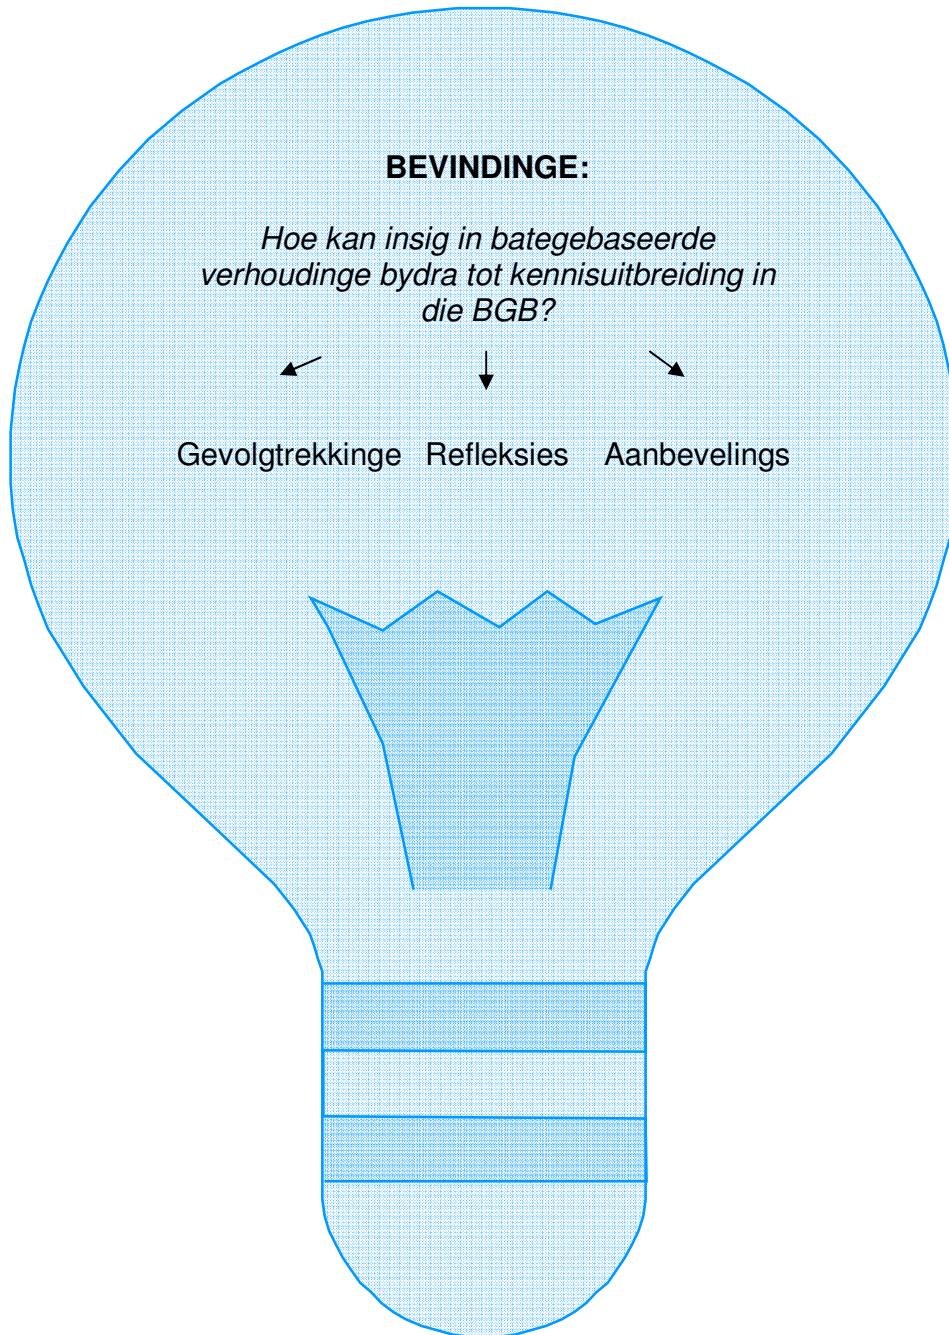 BEVINDINGE:
Hoe kan insig in bategebaseerde
verhoudinge bydra tot kennisuitbreiding in
die BGB?
Gevolgtrekkinge Refleksies Aanbevelings